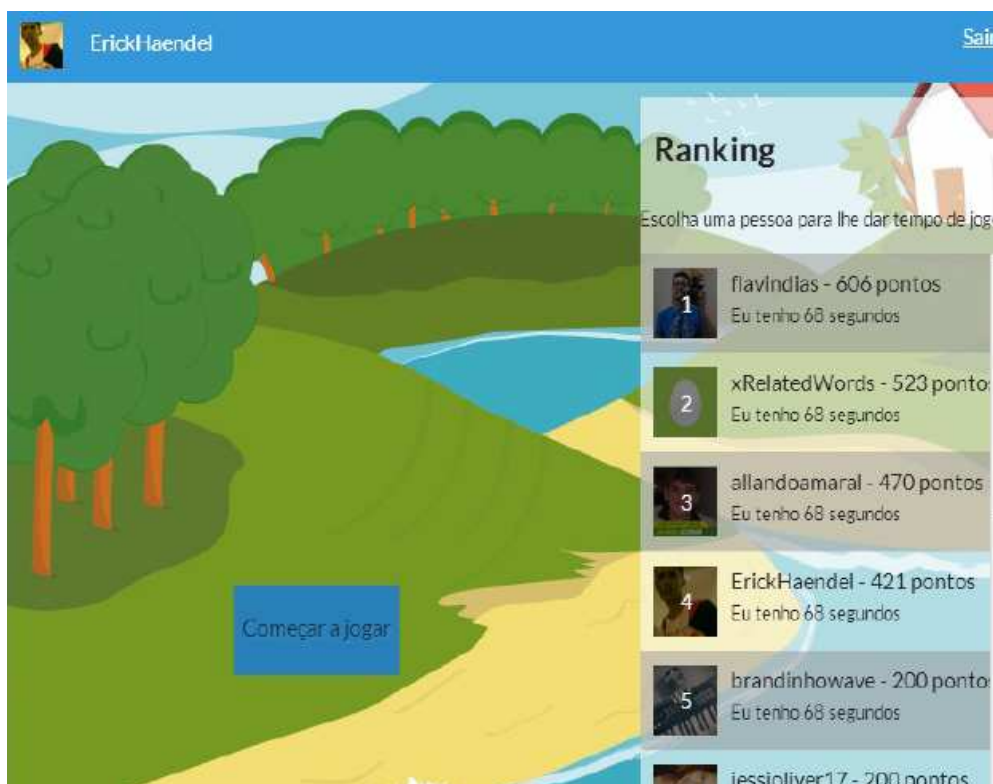 ErickHaendel
Sair
Ranking
Escolha uma pessoa para lhe dar tempo de jog
1
flavindias - 606 pontos
Eu tenho 68 segundos
2
xRelatedWords - 523 ponto
Eu tenho 68 segundos
3
allandoamaral - 470 pontos
Eu tenho 68 segundos
4
ErickHaendel - 421 pontos
Eu tenho 68 segundos
Começar a jogar
5
brandinhowave - 200 ponto
Eu tenho 68 segundos
jessioliver17 - 200 pontos